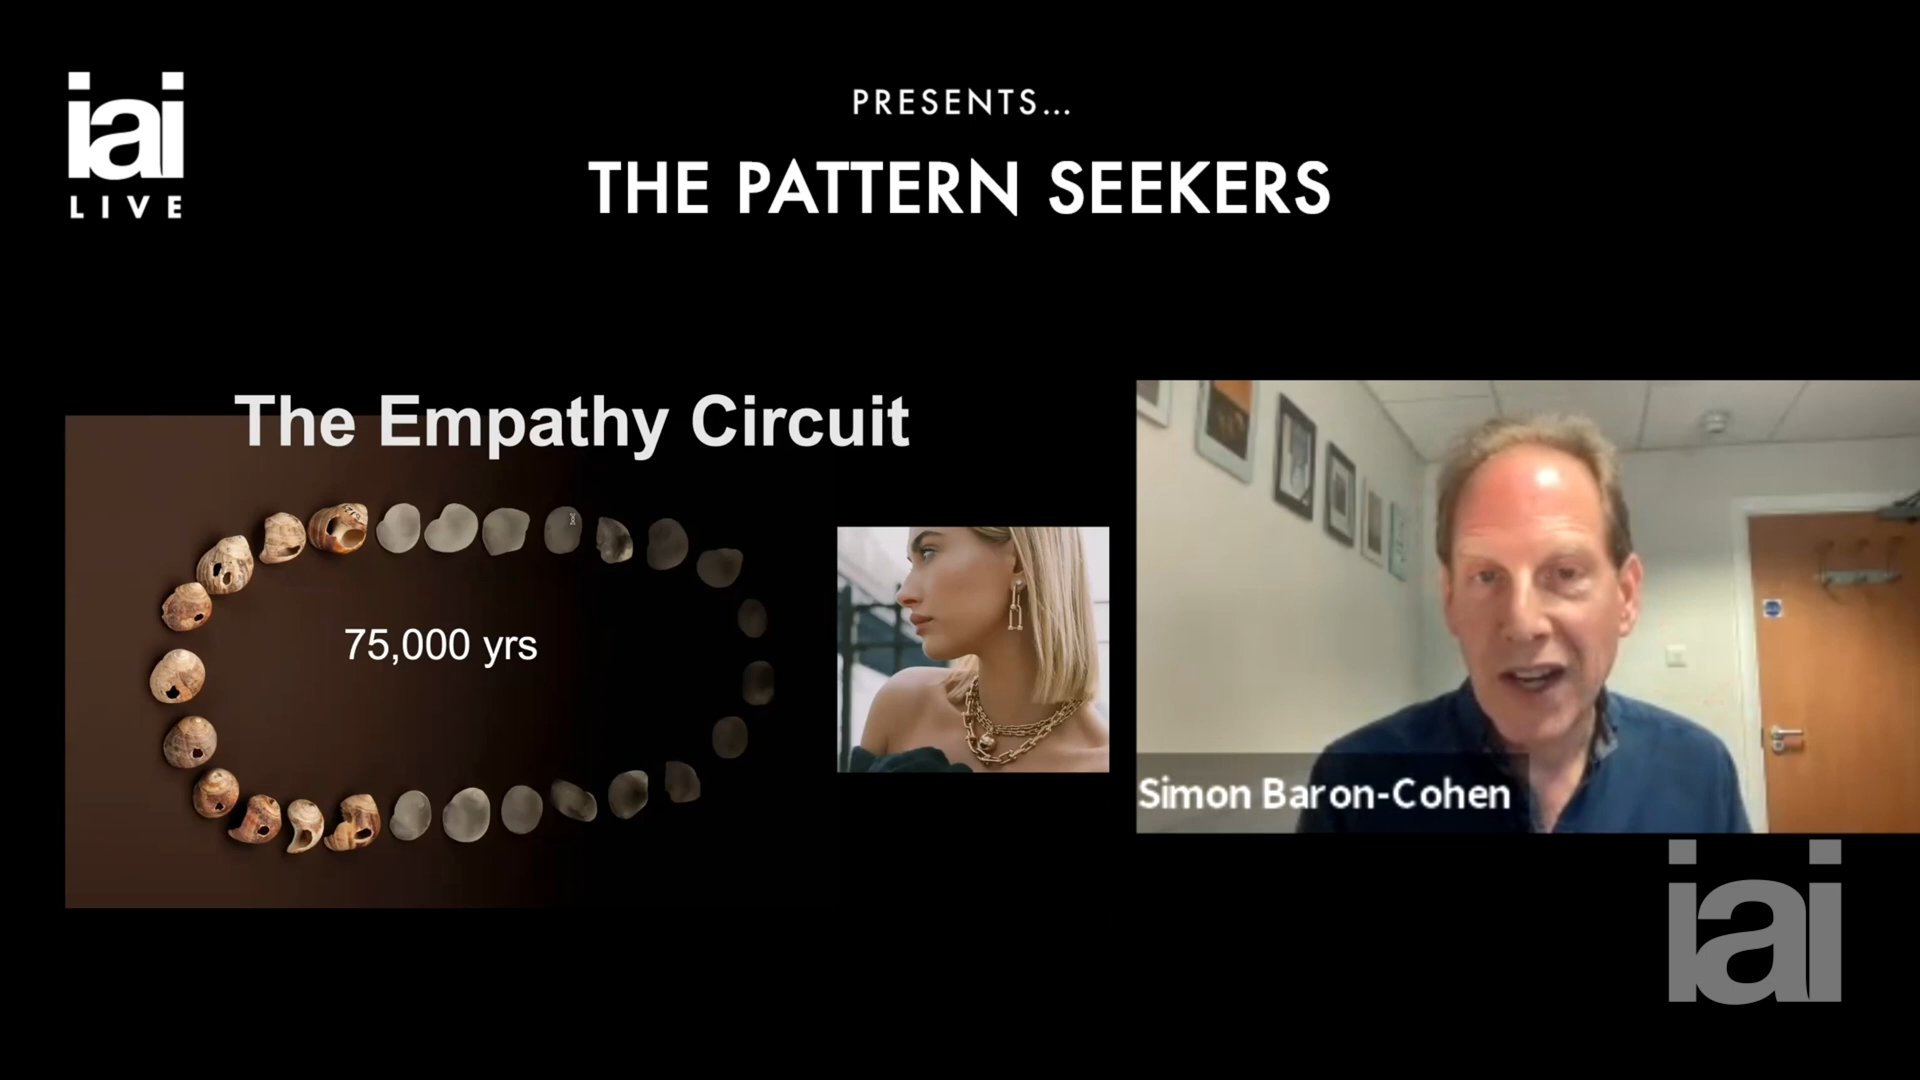 iai
LIVE
PRESENTS...
THE PATTERN SEEKERS
The Empathy Circuit
75,000 yrs
Simon Baron-Cohen
iai